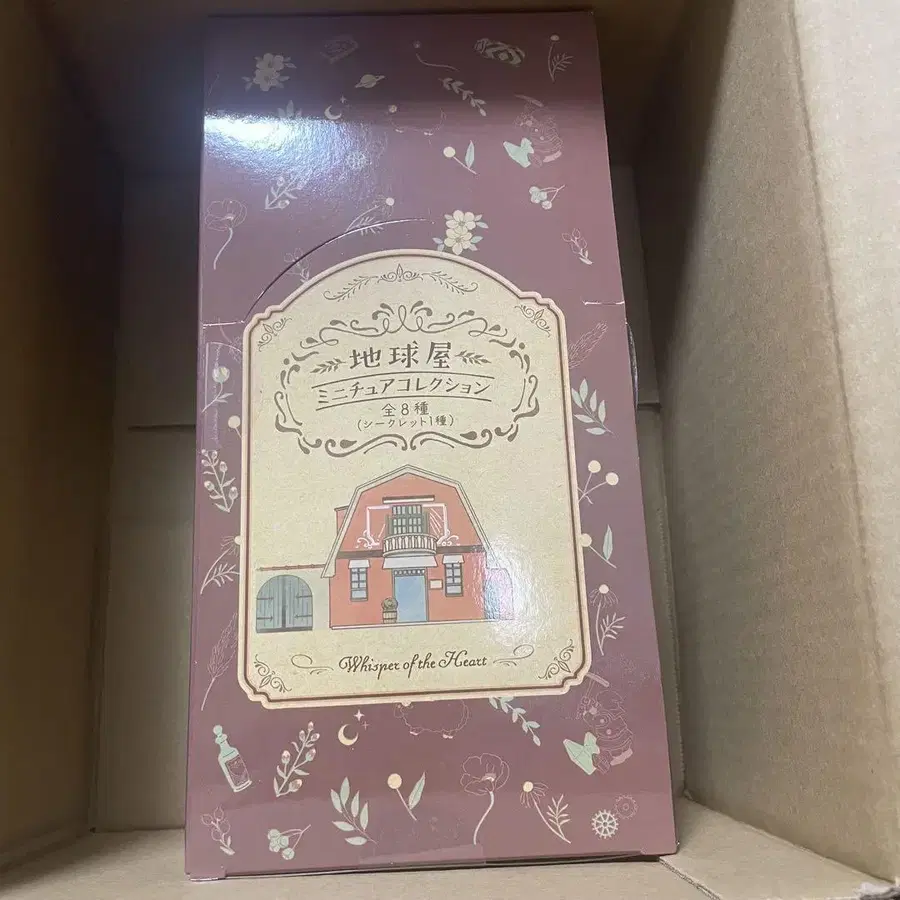 地球屋
ミニチュアコレクション
全8種
(シークレット1種)
Whisper of the Heart